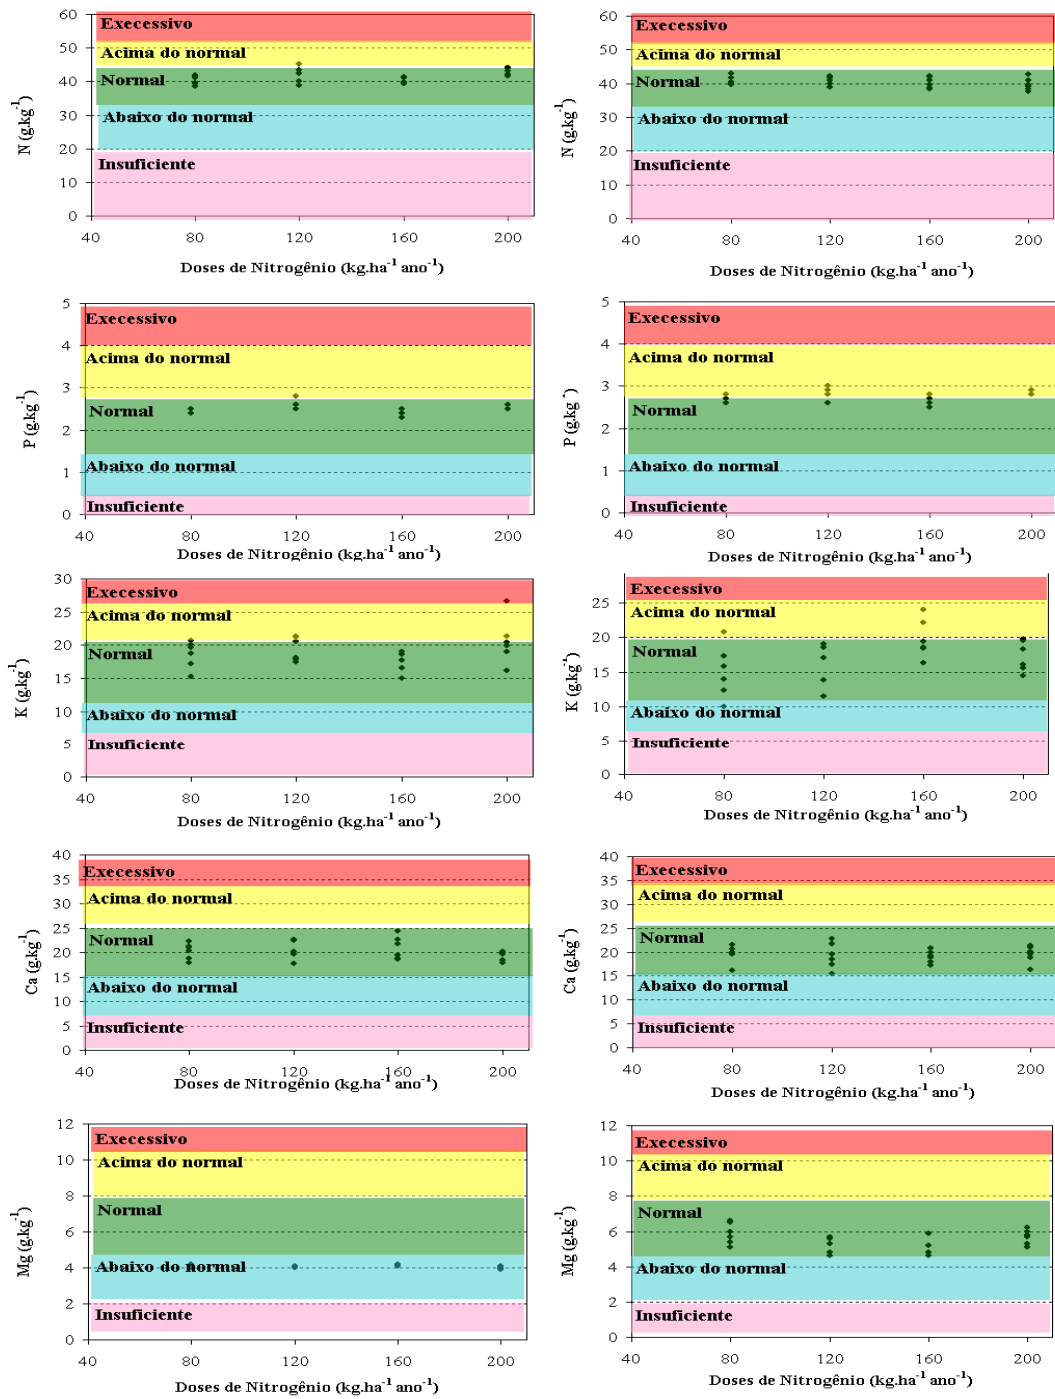 60
50
40
30
20
10
0
N (g.kg-1)
Execessivo
Acima do normal
Normal
Abaixo do normal
Insuficiente
40 80 120 160 200
Doses de Nitrogênio (kg.ha-1 ano-1)
60
50
40
30
20
10
0
N (g.kg-1)
Execessivo
Acima do normal
Normal
Abaixo do normal
Insuficiente
40 80 120 160 200
Doses de Nitrogênio (kg.ha-1 ano-1)
5
4
3
2
1
0
P (g.kg-1)
Execessivo
Acima do normal
Normal
Abaixo do normal
Insuficiente
40 80 120 160 200
Doses de Nitrogênio (kg.ha-1 ano-1)
5
4
3
2
1
0
P (g.kg-1)
Execessivo
Acima do normal
Normal
Abaixo do normal
Insuficiente
40 80 120 160 200
Doses de Nitrogênio (kg.ha-1 ano-1)
30
25
20
15
10
5
0
K (g.kg-1)
Execessivo
Acima do normal
Normal
Abaixo do normal
Insuficiente
40 80 120 160 200
Doses de Nitrogênio (kg.ha-1 ano-1)
25
20
15
10
5
0
K (g.kg-1)
Execessivo
Acima do normal
Normal
Abaixo do normal
Insuficiente
40 80 120 160 200
Doses de Nitrogênio (kg.ha-1 ano-1)
40
35
30
25
20
15
10
5
0
Ca (g.kg-1)
Execessivo
Acima do normal
Normal
Abaixo do normal
Insuficiente
40 80 120 160 200
Doses de Nitrogênio (kg.ha-1 ano-1)
40
35
30
25
20
15
10
5
0
Ca (g.kg-1)
Execessivo
Acima do normal
Normal
Abaixo do normal
Insuficiente
40 80 120 160 200
Doses de Nitrogênio (kg.ha-1 ano-1)
12
10
8
6
4
2
0
Mg (g.kg-1)
Execessivo
Acima do normal
Normal
Abaixo do normal
Insuficiente
40 80 120 160 200
Doses de Nitrogênio (kg.ha-1 ano-1)
12
10
8
6
4
2
0
Mg (g.kg-1)
Execessivo
Acima do normal
Normal
Abaixo do normal
Insuficiente
40 80 120 160 200
Doses de Nitrogênio (kg.ha-1 ano-1)